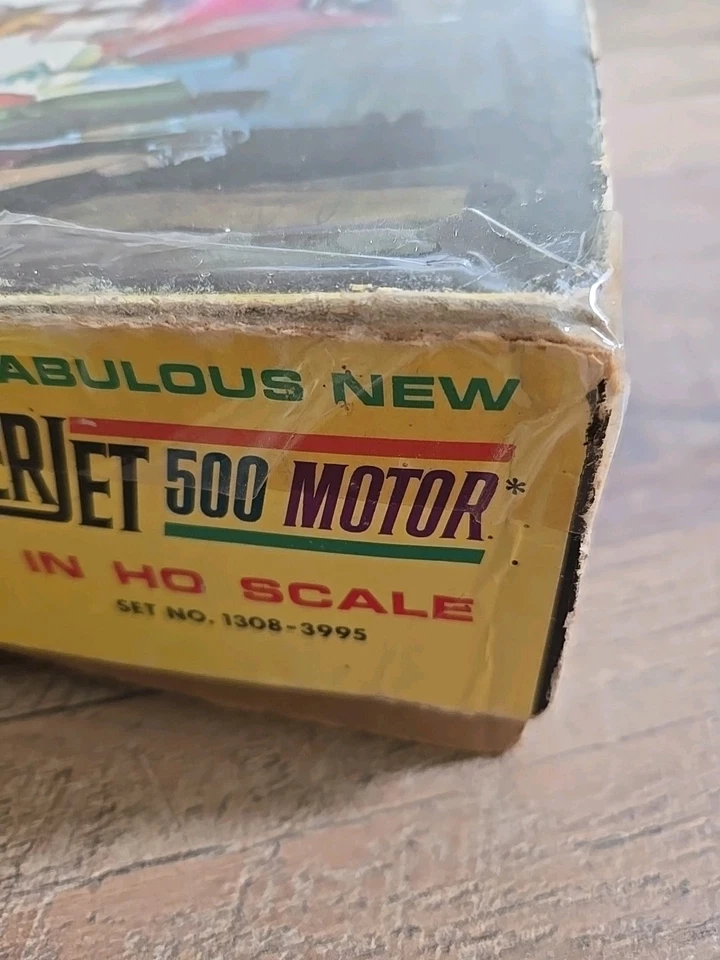 ABULOUS NEW
ERJET 500 MOTOR.*
IN HO SCALE
SET NO. 1308-3995